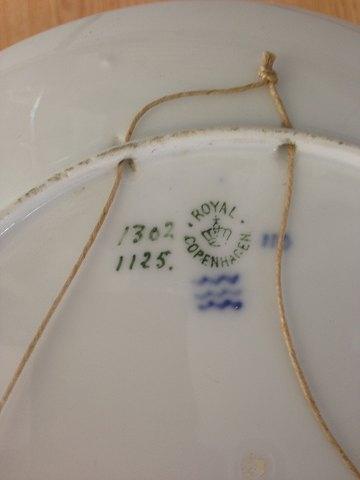 1302
1125.
· ROYAL ·
COPENHAGEN